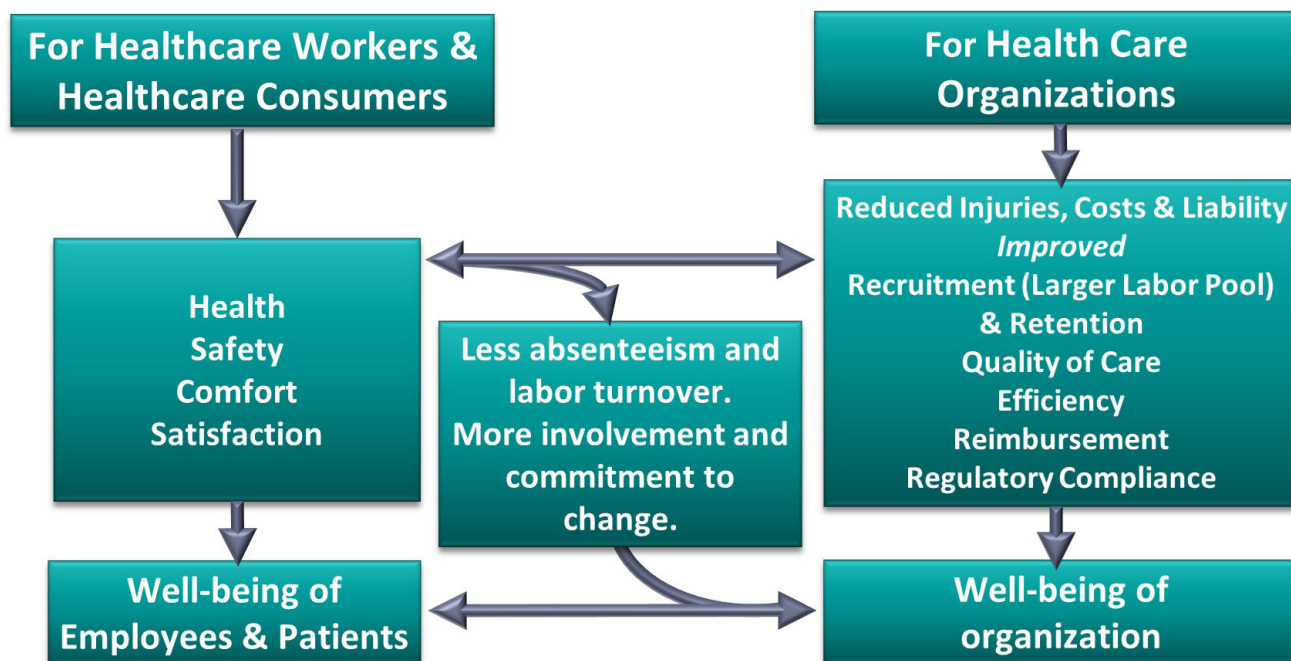 For Healthcare Workers &
Healthcare Consumers
For Health Care
Organizations
Health
Safety
Comfort
Satisfaction
Less absenteeism and
labor turnover.
More involvement and
commitment to
change.
Reduced Injuries, Costs & Liability
Improved
Recruitment (Larger Labor Pool)
& Retention
Quality of Care
Efficiency
Reimbursement
Regulatory Compliance
Well-being of
Employees & Patients
Well-being of
organization